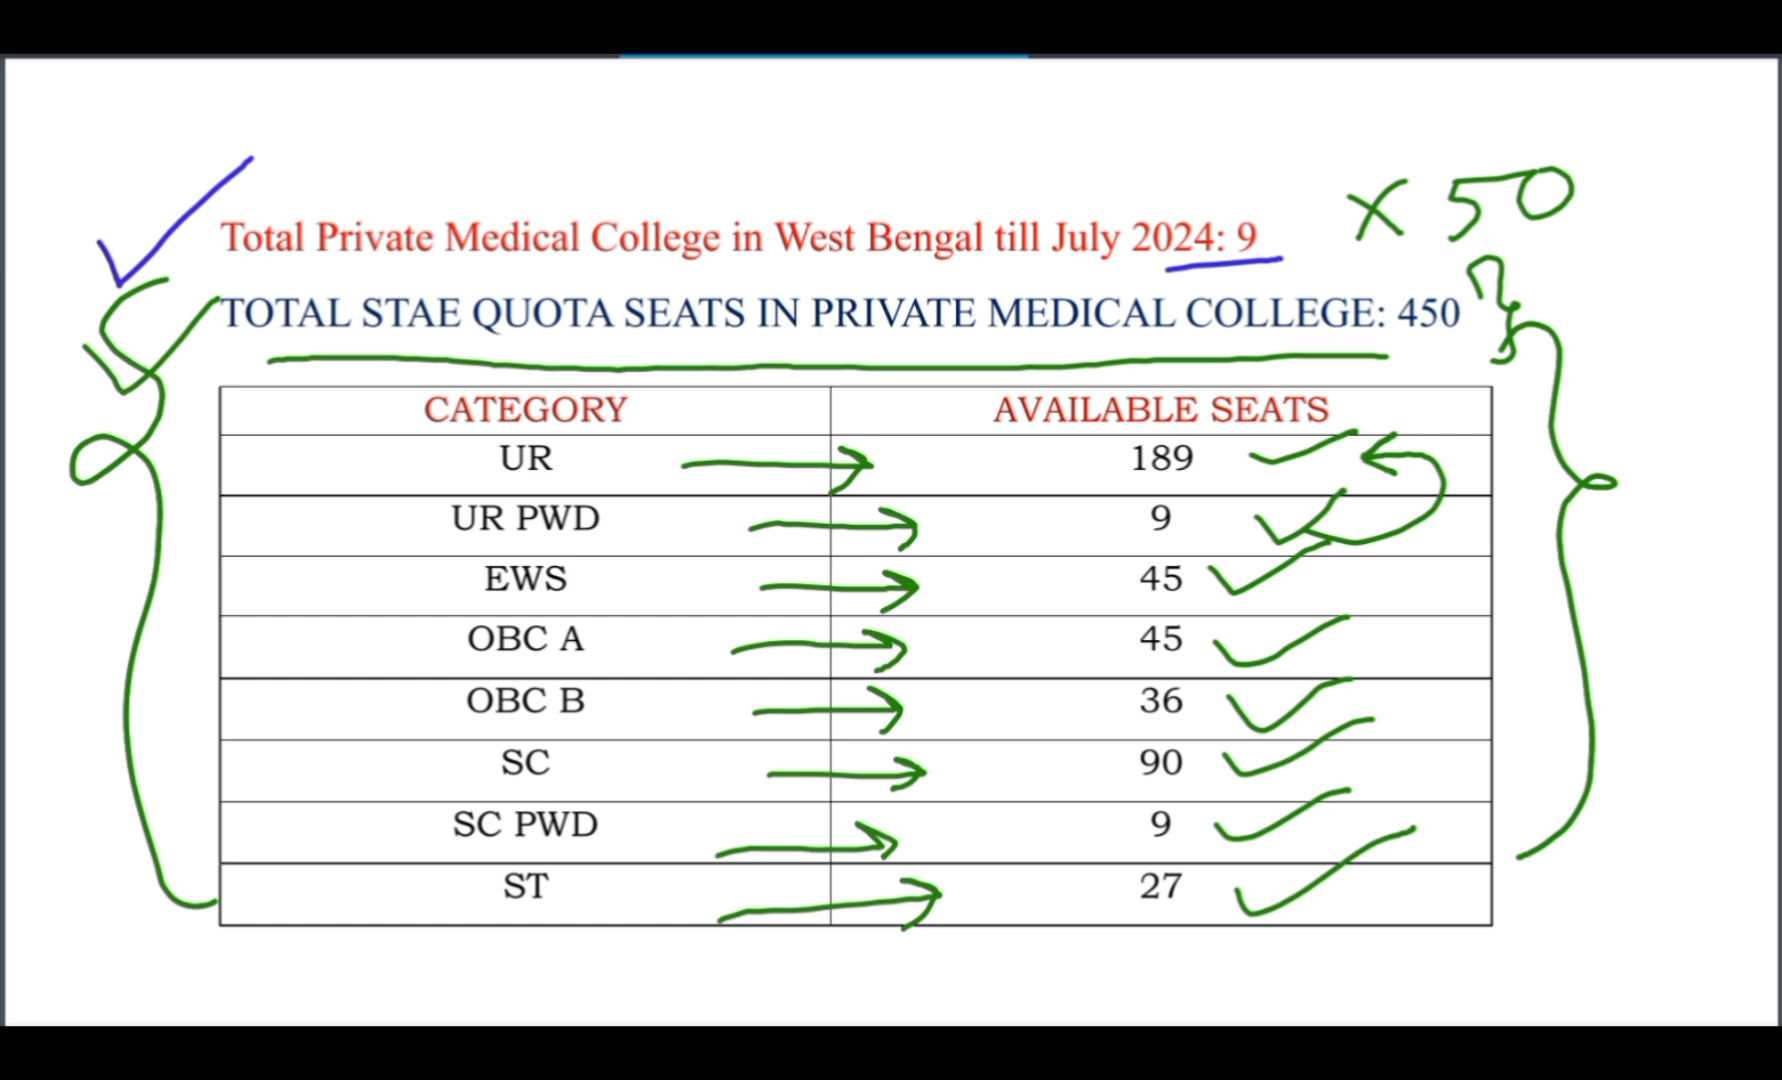 Total Private Medical College in West Bengal till July 2024: 9 × 50
TOTAL STAE QUOTA SEATS IN PRIVATE MEDICAL COLLEGE: 450
CATEGORY AVAILABLE SEATS
UR 189
UR PWD 9
EWS 45
OBC A 45
OBC B 36
SC 90
SC PWD 9
ST 27